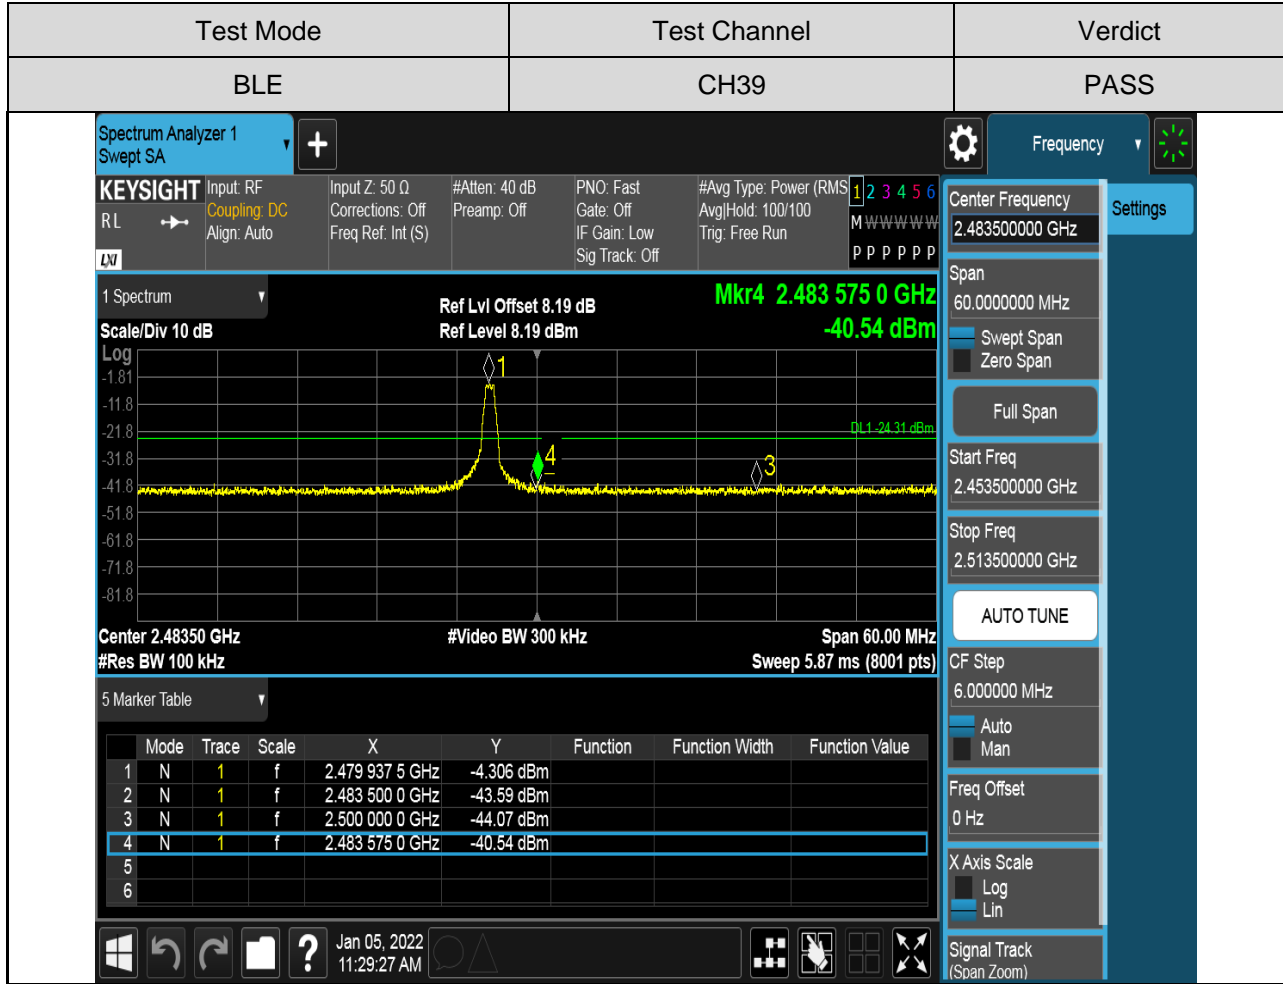 Test Mode Test Channel Verdict
BLE CH39 PASS
Spectrum Analyzer 1
Swept SA
+
Frequency
KEYSIGHT Input: RF Input Z: 50 Ω #Atten: 40 dB PNO: Fast #Avg Type: Power (RMS 1 2 3 4 5 6
RL Coupling: DC Corrections: Off Preamp: Off Gate: Off Avg|Hold: 100/100 M W W W W W
Align: Auto Freq Ref: Int (S) IF Gain: Low Trig: Free Run
LXI Sig Track: Off P P P P P P
Center Frequency
2.483500000 GHz
Settings
Span
60.0000000 MHz
Swept Span
Zero Span
Full Span
Start Freq
2.453500000 GHz
Stop Freq
2.513500000 GHz
AUTO TUNE
CF Step
6.000000 MHz
Auto
Man
Freq Offset
0 Hz
X Axis Scale
Log
Lin
Signal Track
(Span Zoom)
1 Spectrum
Ref Lvl Offset 8.19 dB
Mkr4 2.483 575 0 GHz
Scale/Div 10 dB Ref Level 8.19 dBm -40.54 dBm
Log
1
-1.81
-11.8
-21.8
DL1 -24.31 dBm
-31.8
4
3
-41.8
-51.8
-61.8
-71.8
-81.8
Center 2.48350 GHz #Video BW 300 kHz Span 60.00 MHz
#Res BW 100 kHz Sweep 5.87 ms (8001 pts)
5 Marker Table
Mode Trace Scale X Y Function Function Width Function Value
1 N 1 f 2.479 937 5 GHz -4.306 dBm
2 N 1 f 2.483 500 0 GHz -43.59 dBm
3 N 1 f 2.500 000 0 GHz -44.07 dBm
4 N 1 f 2.483 575 0 GHz -40.54 dBm
5
6
?
Jan 05, 2022
11:29:27 AM